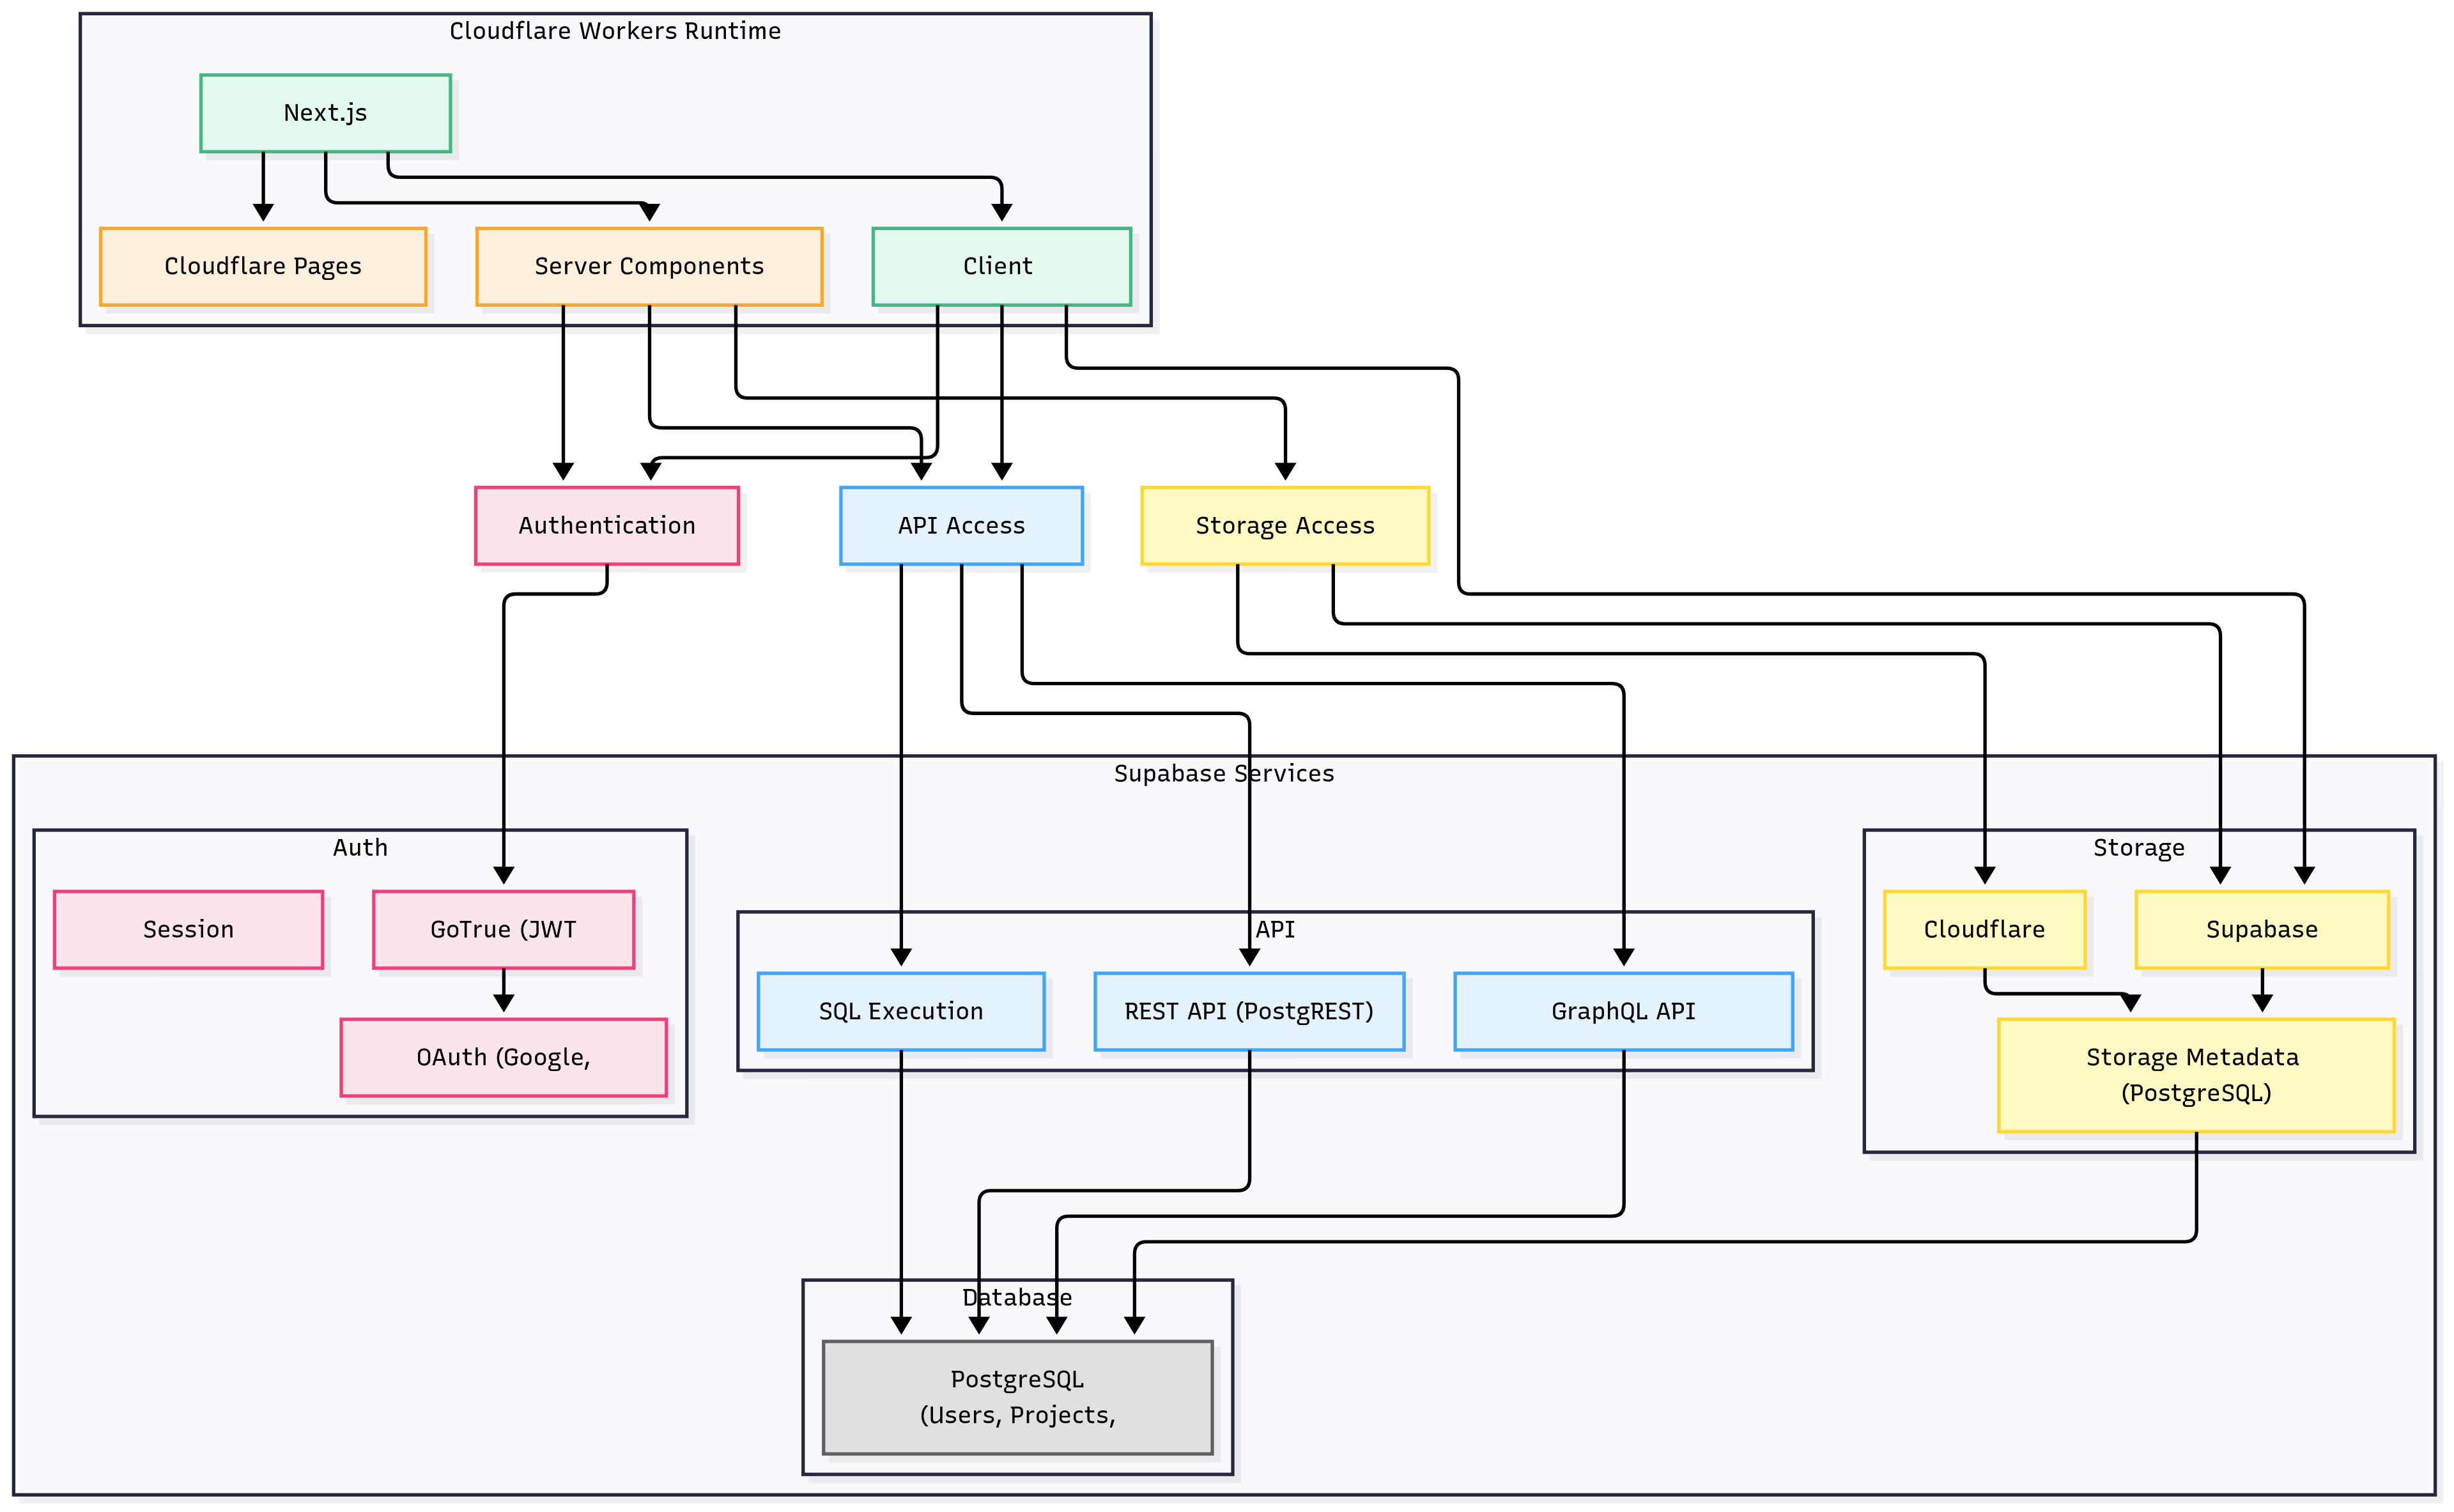 Cloudflare Workers Runtime
Next.js
Cloudflare Pages
Server Components
Client
Authentication
API Access
Storage Access
Supabase Services
Auth
Storage
Session
GoTrue (JWT
API
Cloudflare
Supabase
SQL Execution
REST API (PostgREST)
GraphQL API
OAuth (Google,
Storage Metadata
(PostgreSQL)
Database
PostgreSQL
(Users, Projects,